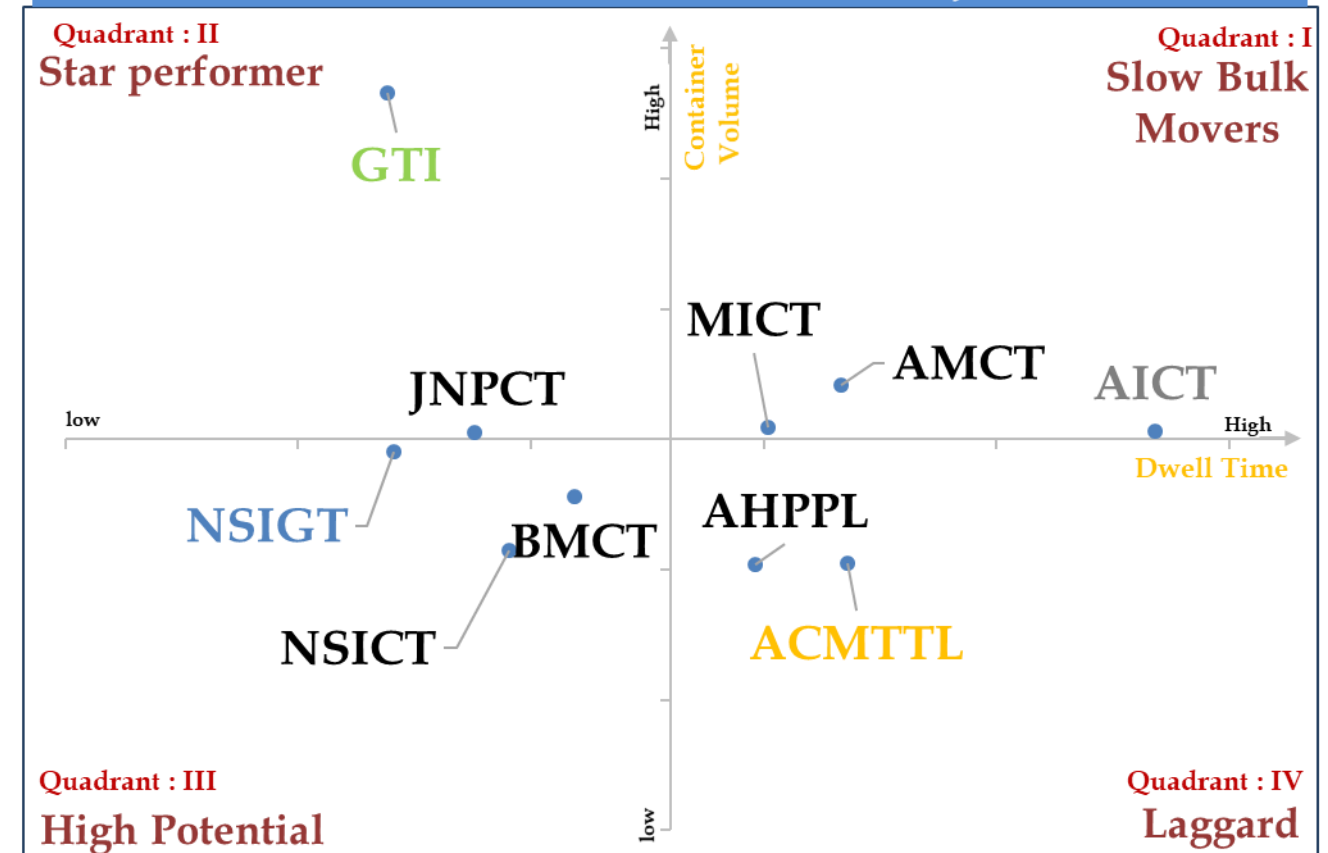 Quadrant : II
Star performer
Quadrant : I
Slow Bulk
Movers
High
Container
Volume
GTI
MICT
AMCT
AICT
JNPCT
low
High
Dwell Time
NSIGT
BMCT
AHPPL
NSICT
ACMTTL
Quadrant : III
High Potential
low
Quadrant : IV
Laggard